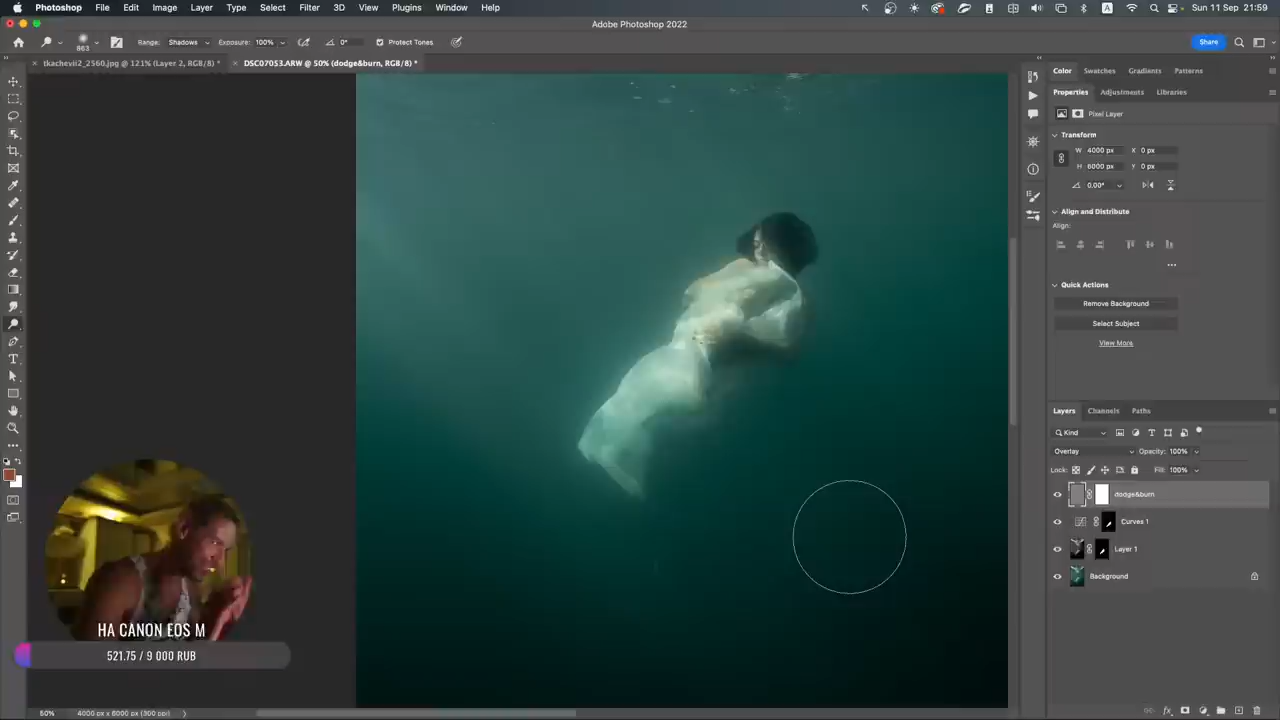 Photoshop File Edit Image Layer Type Select Filter 3D View Plugins Window Help A Sun 11 Sep 21:59
Adobe Photoshop 2022
863 Range: Shadows Exposure: 100% 0° Protect Tones Share
tkachevii2_2560.jpg @ 121% (Layer 2, RGB/8) * DSC07053.ARW @ 50% (dodge&burn, RGB/8) *
Color Swatches Gradients Patterns
Properties Adjustments Libraries
Pixel Layer
Transform
W 4000 px X 0 px
H 6000 px Y 0 px
0.00°
Align and Distribute
Align:
Quick Actions
Remove Background
Select Subject
View More
Layers Channels Paths
Kind
Overlay Opacity: 100%
Lock: Fill: 100%
dodge&burn
Curves 1
Layer 1
Background
НА CANON EOS M
521.75 / 9 000 RUB
50% 4000 px x 6000 px (300 ppi)